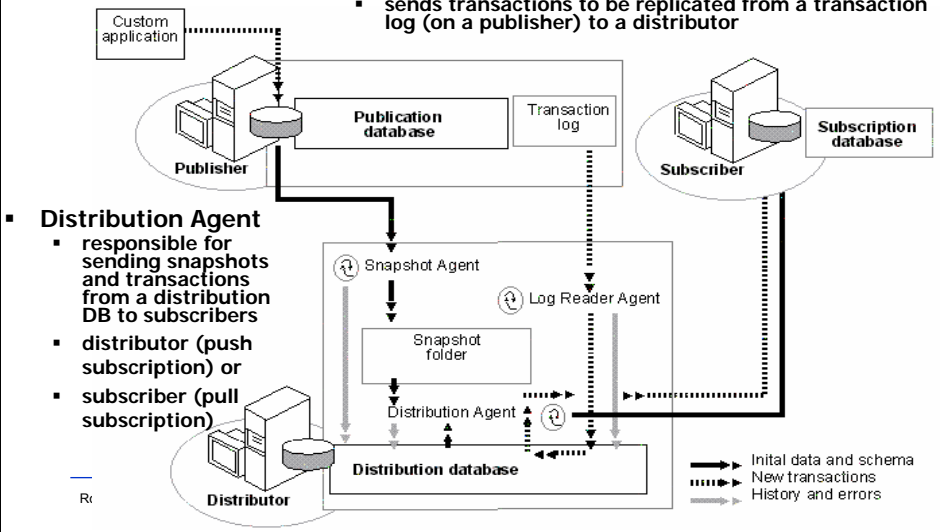 ▪ sends transactions to be replicated from a transaction
log (on a publisher) to a distributor
Custom
application
Publication
database
Transaction
log
Publisher
Subscription
database
Subscriber
▪ Distribution Agent
▪ responsible for
sending snapshots
and transactions
from a distribution
DB to subscribers
▪ distributor (push
subscription) or
▪ subscriber (pull
subscription)
Snapshot Agent
Log Reader Agent
Snapshot
folder
Distribution Agent
Distribution database
Distributor
Inital data and schema
New transactions
History and errors